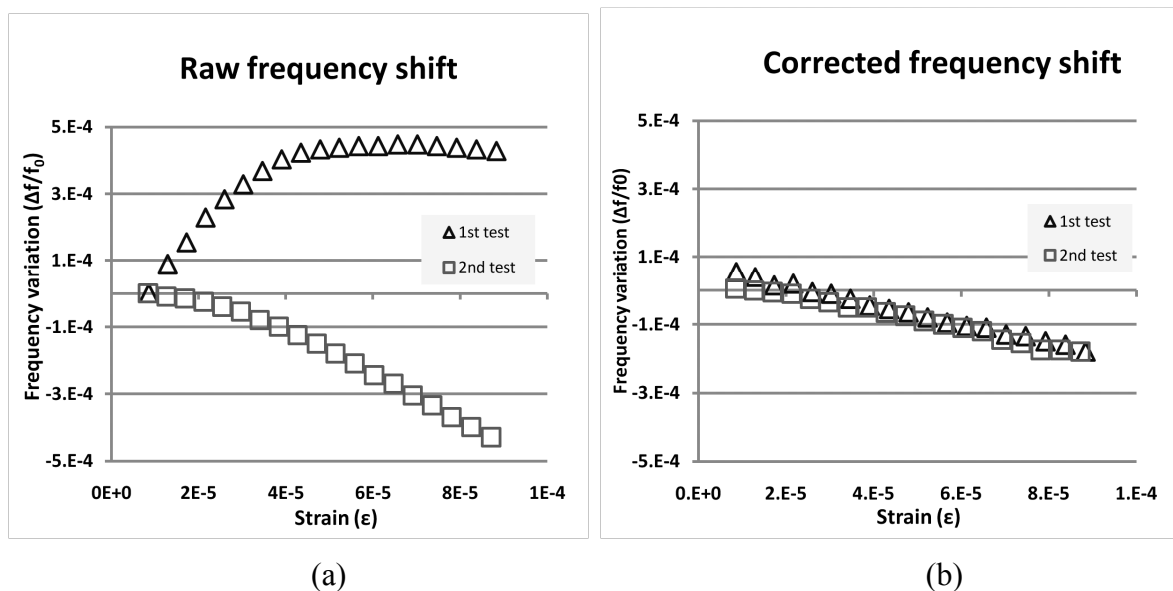 Raw frequency shift
Frequency variation (Δf/f₀)
5.E-4
3.E-4
1.E-4
-1.E-4
-3.E-4
-5.E-4
1st test
2nd test
0E+0 2E-5 4E-5 6E-5 8E-5 1E-4
Strain (ε)
(a)
Corrected frequency shift
Frequency variation (Δf/f0)
5.E-4
3.E-4
1.E-4
-1.E-4
-3.E-4
-5.E-4
1st test
2nd test
0.E+0 2.E-5 4.E-5 6.E-5 8.E-5 1.E-4
Strain (ε)
(b)